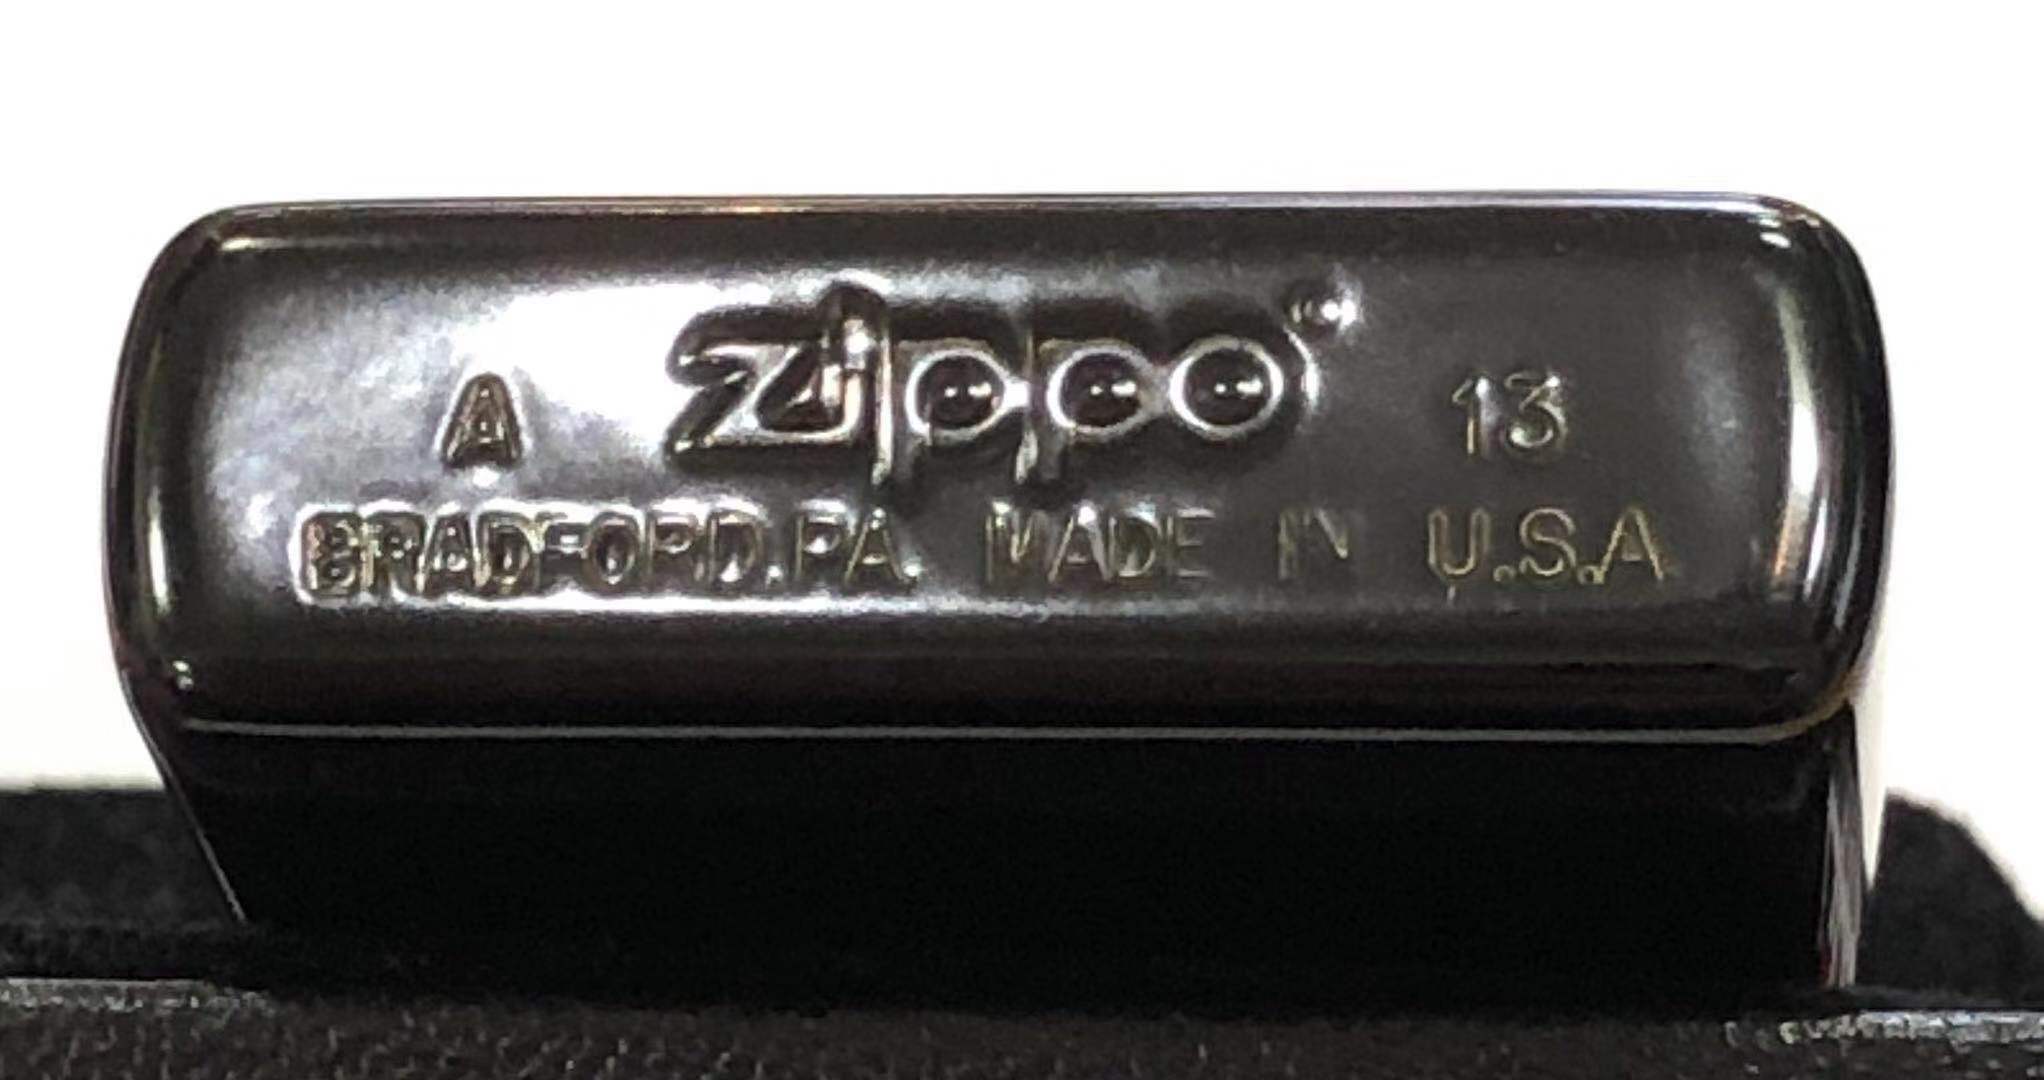 A zippo 13
BRADFORD.PA. MADE IN U.S.A